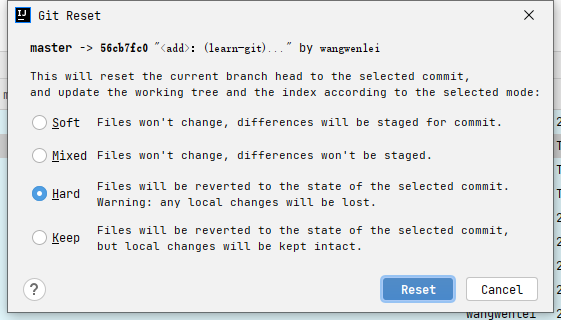 Git Reset
master -> 56cb7fc0 "<add>: (learn-git)..." by wangwenlei
This will reset the current branch head to the selected commit,
and update the working tree and the index according to the selected mode:
Soft Files won't change, differences will be staged for commit.
Mixed Files won't change, differences won't be staged.
Hard Files will be reverted to the state of the selected commit.
Warning: any local changes will be lost.
Keep Files will be reverted to the state of the selected commit,
but local changes will be kept intact.
? Reset Cancel
wangwenlei